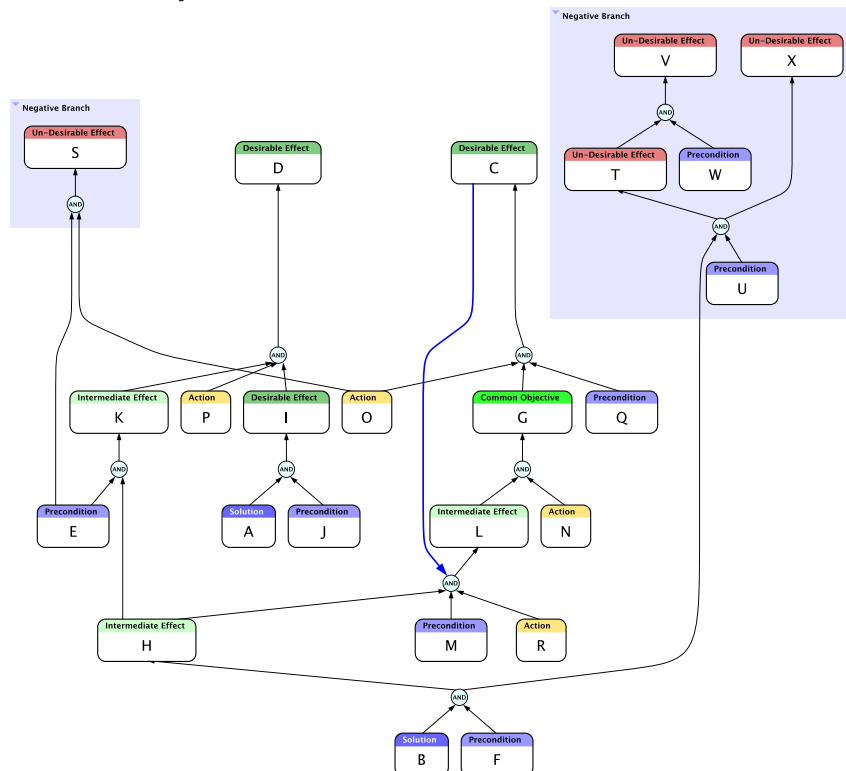 Negative Branch
Un-Desirable Effect
V
Un-Desirable Effect
X
AND
Un-Desirable Effect
T
Precondition
W
AND
Precondition
U
Negative Branch
Un-Desirable Effect
S
AND
Desirable Effect
D
Desirable Effect
C
AND
AND
Intermediate Effect
K
Action
P
Desirable Effect
I
Action
O
Common Objective
G
Precondition
Q
AND
AND
AND
Precondition
E
Solution
A
Precondition
J
Intermediate Effect
L
Action
N
AND
Intermediate Effect
H
Precondition
M
Action
R
AND
Solution
B
Precondition
F